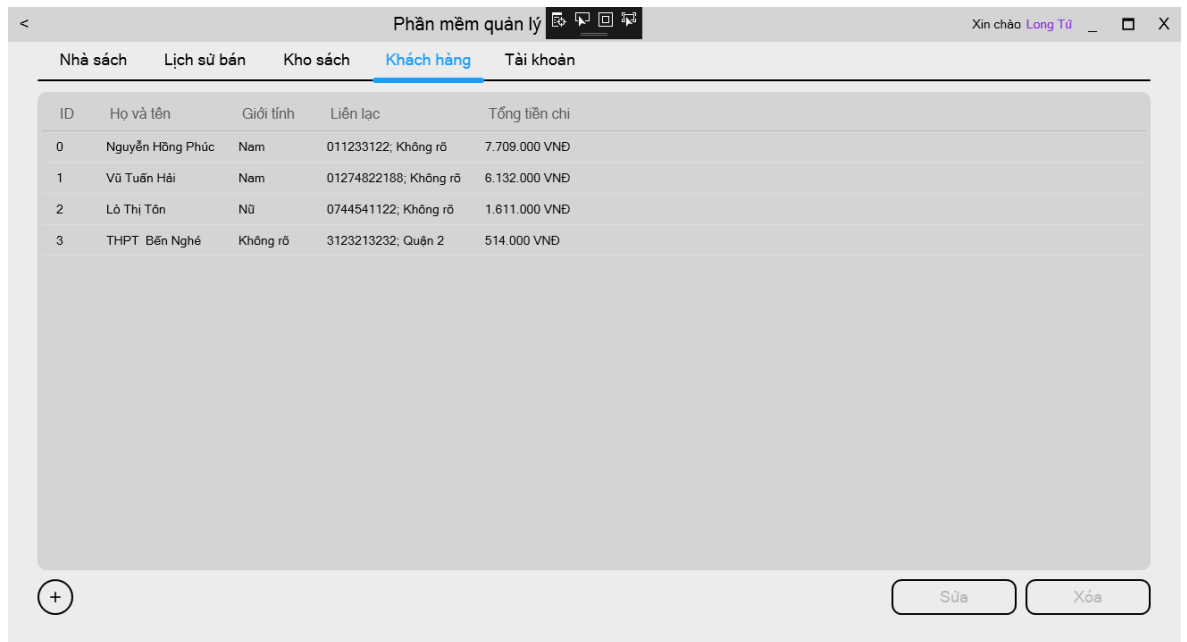 < Phần mềm quản lý Xin chào Long Tứ _ X
Nhà sách Lịch sử bán Kho sách Khách hàng Tài khoản
ID Họ và tên Giới tính Liên lạc Tổng tiền chi
0 Nguyễn Hồng Phúc Nam 011233122; Không rõ 7.709.000 VNĐ
1 Vũ Tuấn Hải Nam 01274822188; Không rõ 6.132.000 VNĐ
2 Lò Thị Tôn Nữ 0744541122; Không rõ 1.611.000 VNĐ
3 THPT Bến Nghé Không rõ 3123213232; Quận 2 514.000 VNĐ
+ Sửa Xóa